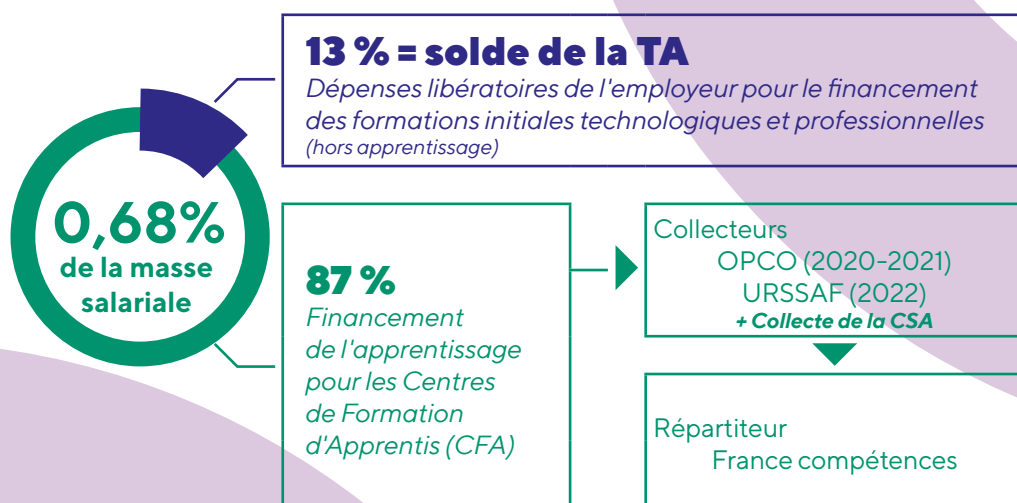 13 % = solde de la TA
Dépenses libératoires de l'employeur pour le financement
des formations initiales technologiques et professionnelles
(hors apprentissage)
0,68%
de la masse
salariale
87 %
Financement
de l'apprentissage
pour les Centres
de Formation
d'Apprentis (CFA)
Collecteurs
OPCO (2020-2021)
URSSAF (2022)
+ Collecte de la CSA
Répartiteur
France compétences